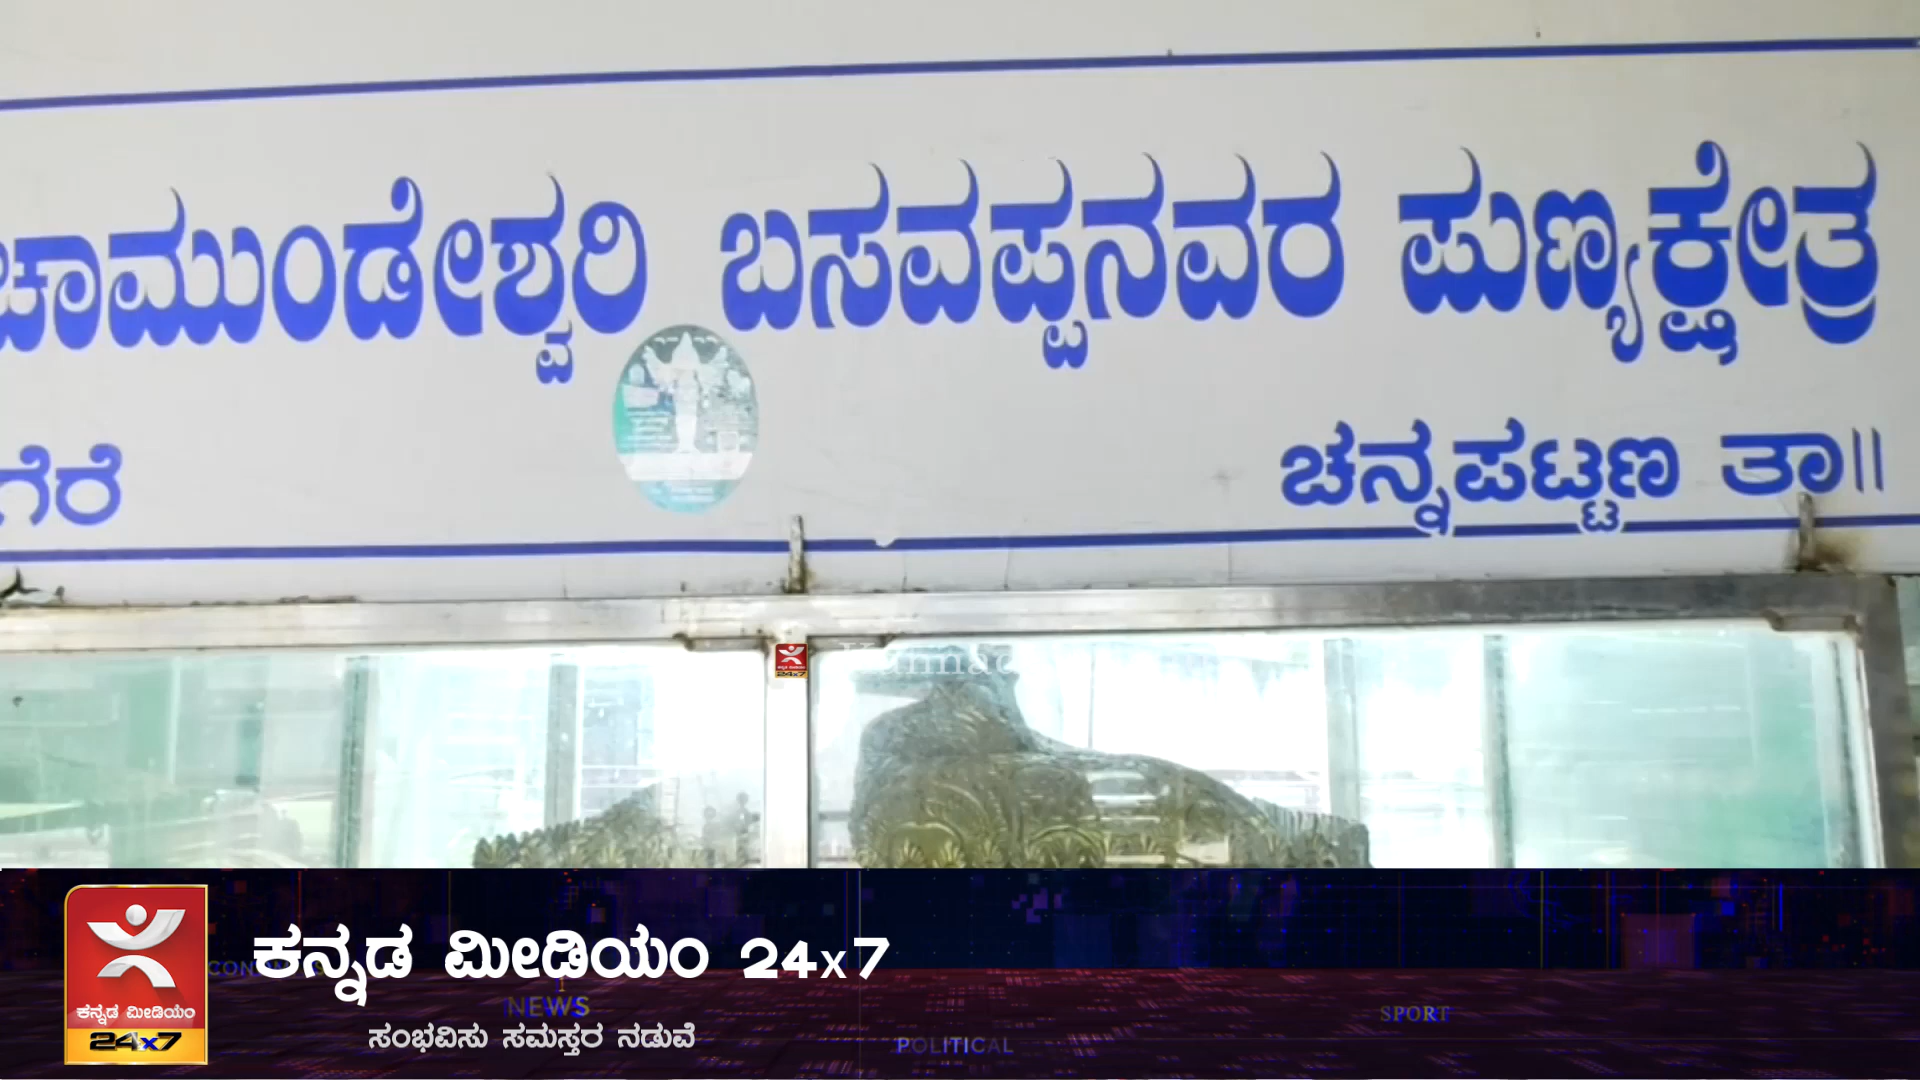 ಚಾಮುಂಡೇಶ್ವರಿ ಬಸವಪ್ಪನವರ ಪುಣ್ಯಕ್ಷೇತ್ರ
ಗೆರೆ ಚನ್ನಪಟ್ಟಣ ತಾ||
ಕನ್ನಡ ಮೀಡಿಯಂ 24x7
ಸಂಭವಿಸು ಸಮಸ್ತರ ನಡುವೆ
ಕನ್ನಡ ಮೀಡಿಯಂ
24x7
NEWS
POLITICAL
SPORT
24x7